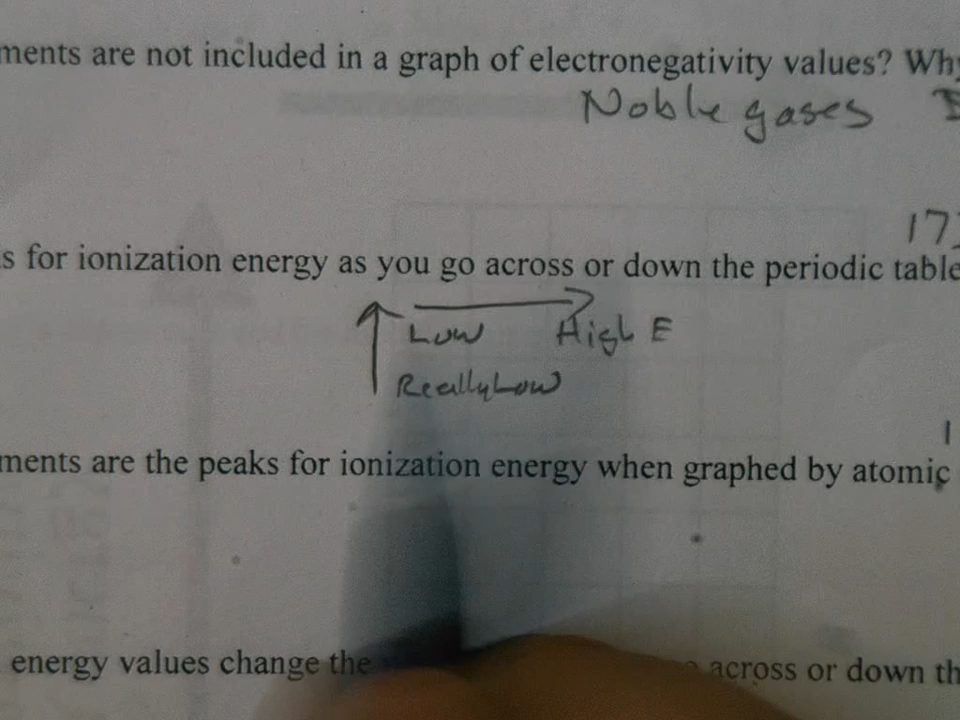 ments are not included in a graph of electronegativity values? Why
Noble gases
17
s for ionization energy as you go across or down the periodic table
Low High E
Really Low
1
ments are the peaks for ionization energy when graphed by atomic
energy values change the across or down th